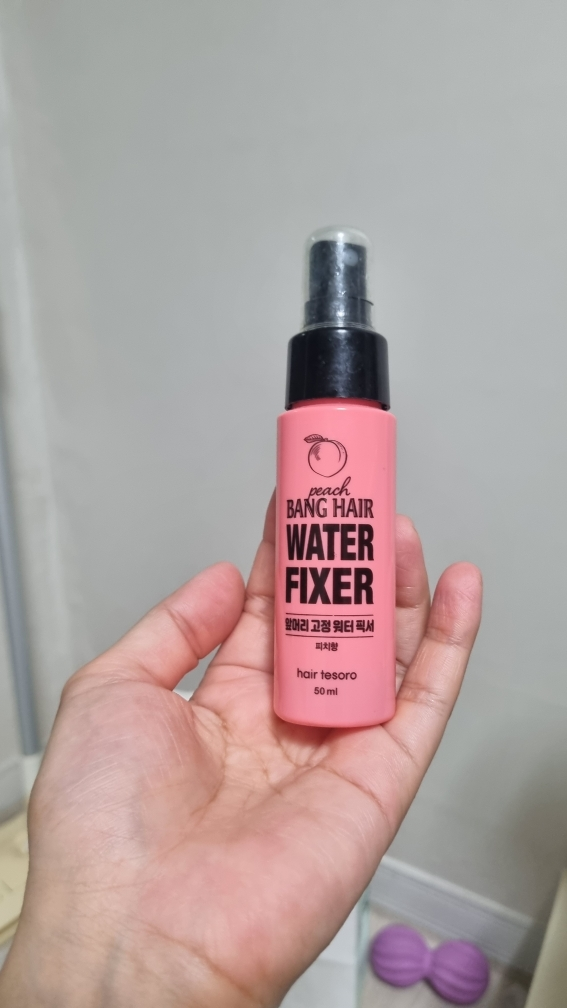 peach
BANG HAIR
WATER
FIXER
앞머리 고정 워터 픽서
피치향
hair tesoro
50 ml